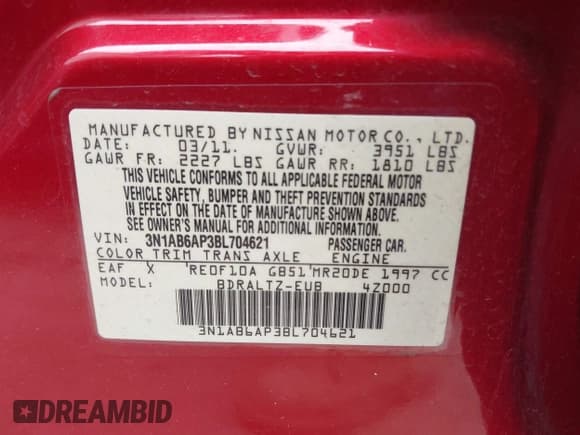 MANUFACTURED BY NISSAN MOTOR CO., LTD.
DATE: 03/11. GVWR: 3951 LBS
GAWR FR: 2227 LBS GAWR RR: 1810 LBS
THIS VEHICLE CONFORMS TO ALL APPLICABLE FEDERAL MOTOR
VEHICLE SAFETY, BUMPER AND THEFT PREVENTION STANDARDS
IN EFFECT ON THE DATE OF MANUFACTURE SHOWN ABOVE.
SEE OWNER'S MANUAL FOR ADDITIONAL INFORMATION.
VIN: 3N1AB6AP3BL704621 PASSENGER CAR.
COLOR TRIM TRANS AXLE ENGINE
EAF X RE0F10A GB51 MR20DE 1997 CC
MODEL: BDRALTZ-EUB 4Z000
3N1AB6AP3BL704621
DREAMBID